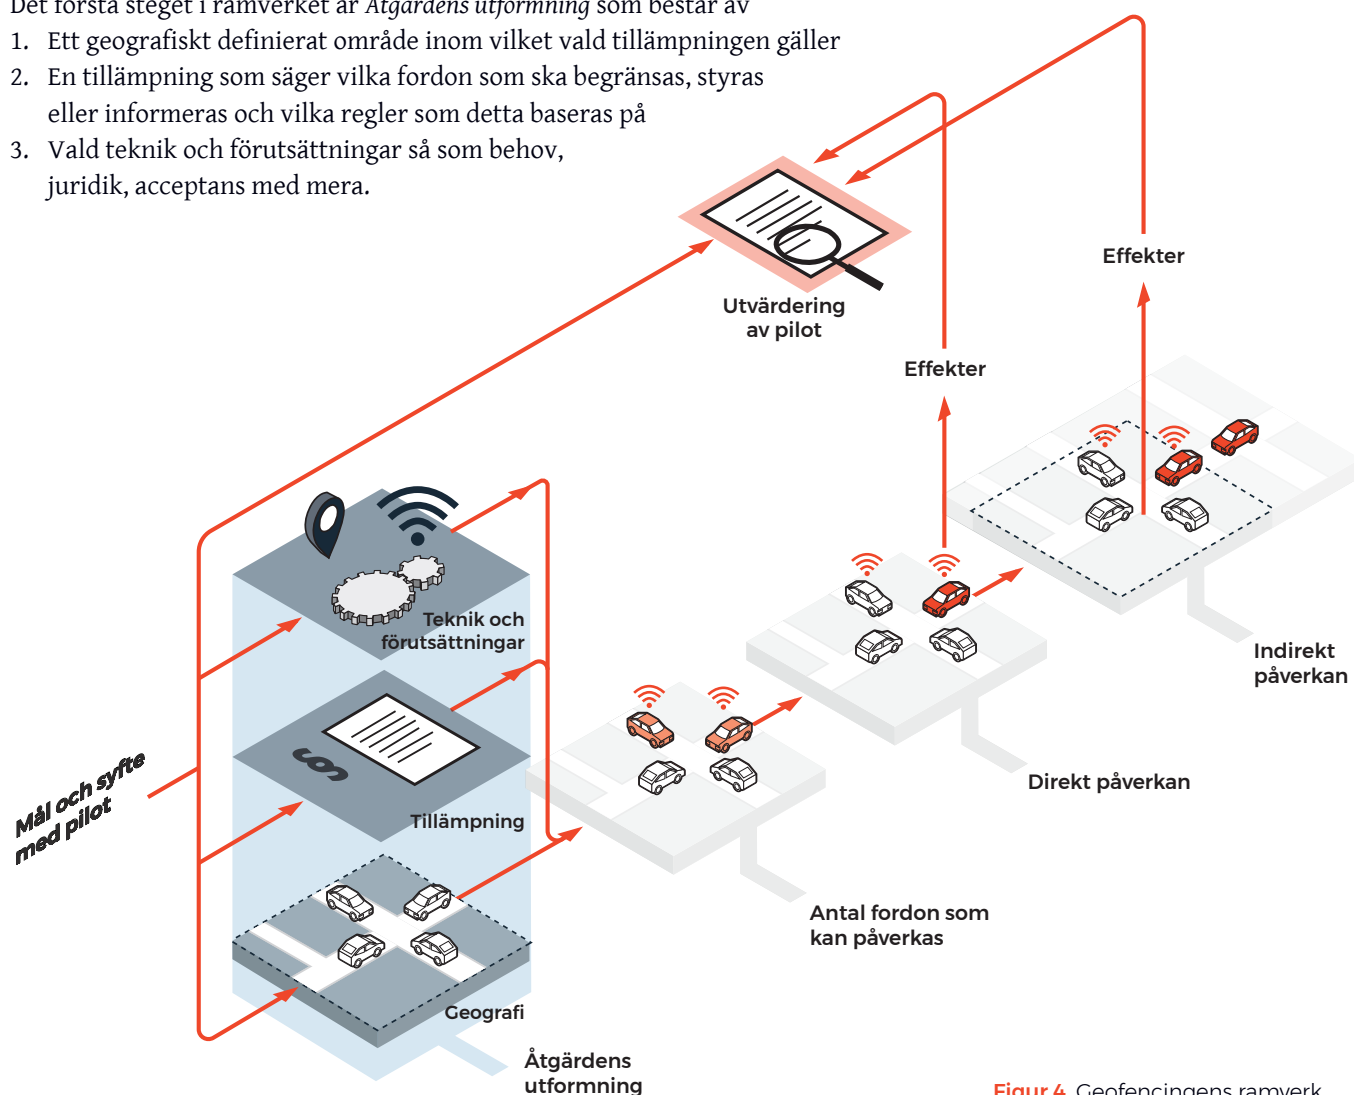 Det första steget i ramverket är Åtgärdens utformning som består av
1. Ett geografiskt definierat område inom vilket vald tillämpningen gäller
2. En tillämpning som säger vilka fordon som ska begränsas, styras
eller informeras och vilka regler som detta baseras på
3. Vald teknik och förutsättningar så som behov,
juridik, acceptans med mera.
Effekter
Utvärdering
av pilot
Effekter
Teknik och
förutsättningar
Indirekt
påverkan
Mål och syfte
med pilot
Direkt påverkan
Tillämpning
Antal fordon som
kan påverkas
Geografi
Åtgärdens
utformning
Figur 4. Geofencingens ramverk